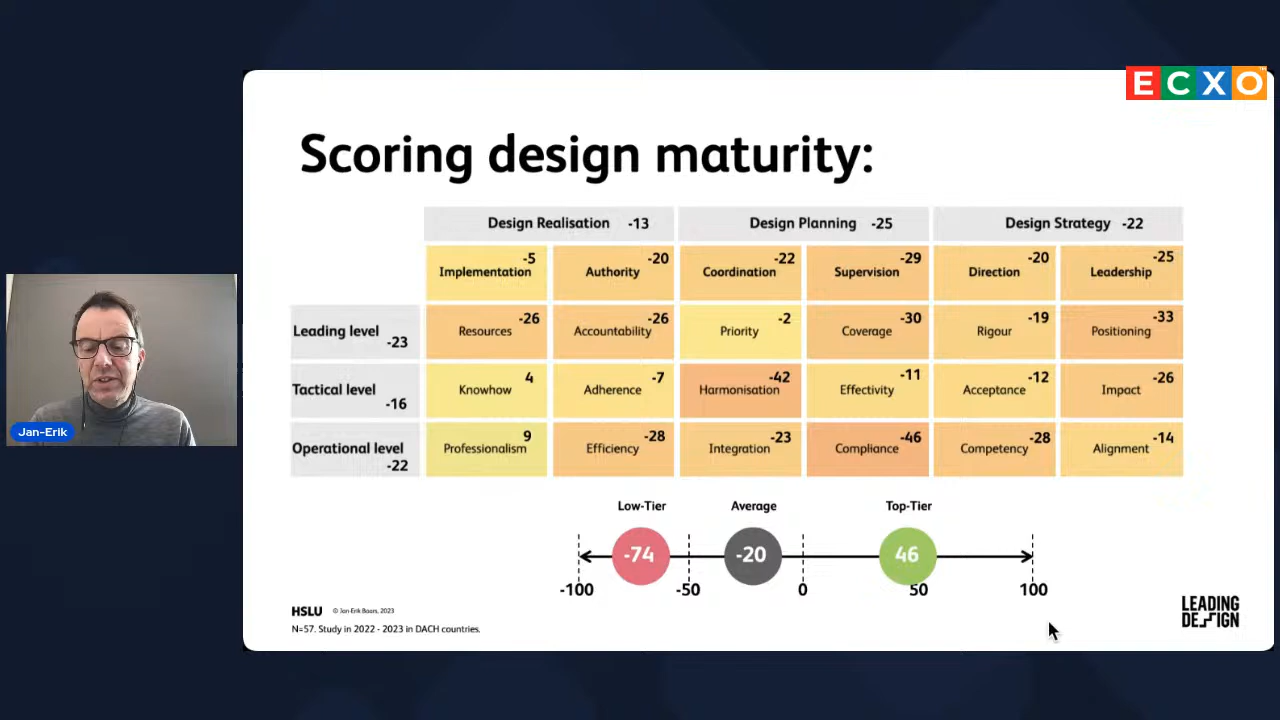 ECXO
Scoring design maturity:
Design Realisation -13
Design Planning -25
Design Strategy -22
Implementation -5
Authority -20
Coordination -22
Supervision -29
Direction -20
Leadership -25
Leading level -23
Resources -26
Accountability -26
Priority -2
Coverage -30
Rigour -19
Positioning -33
Tactical level -16
Knowhow 4
Adherence -7
Harmonisation -42
Effectivity -11
Acceptance -12
Impact -26
Operational level -22
Professionalism 9
Efficiency -28
Integration -23
Compliance -46
Competency -28
Alignment -14
Low-Tier
Average
Top-Tier
-74
-20
46
-100
-50
0
50
100
HSLU © Jan-Erik Baars, 2023
N=57. Study in 2022 - 2023 in DACH countries.
LEADING
DESIGN
Jan-Erik